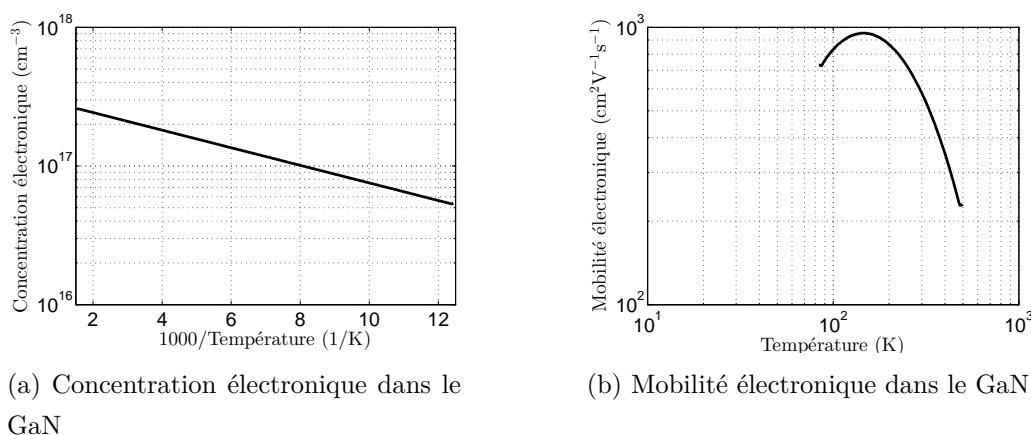 10^18
10^17
10^16
Concentration électronique (cm^−3)
2 4 6 8 10 12
1000/Température (1/K)
(a) Concentration électronique dans le
GaN
10^3
10^2
Mobilité électronique (cm^2V^−1s^−1)
10^1 10^2 10^3
Température (K)
(b) Mobilité électronique dans le GaN